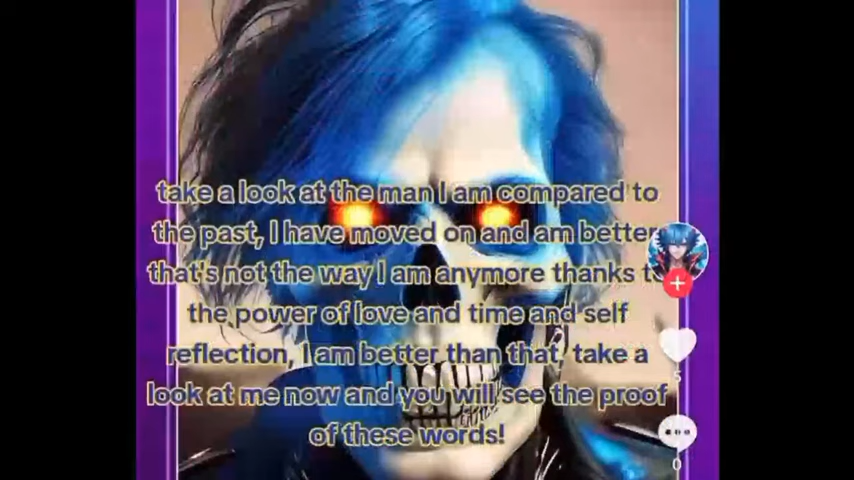 take a look at the man I am compared to
the past, I have moved on and am better
that's not the way I am anymore thanks to
the power of love and time and self
reflection, I am better than that, take a
look at me now and you will see the proof
of these words!
5
0